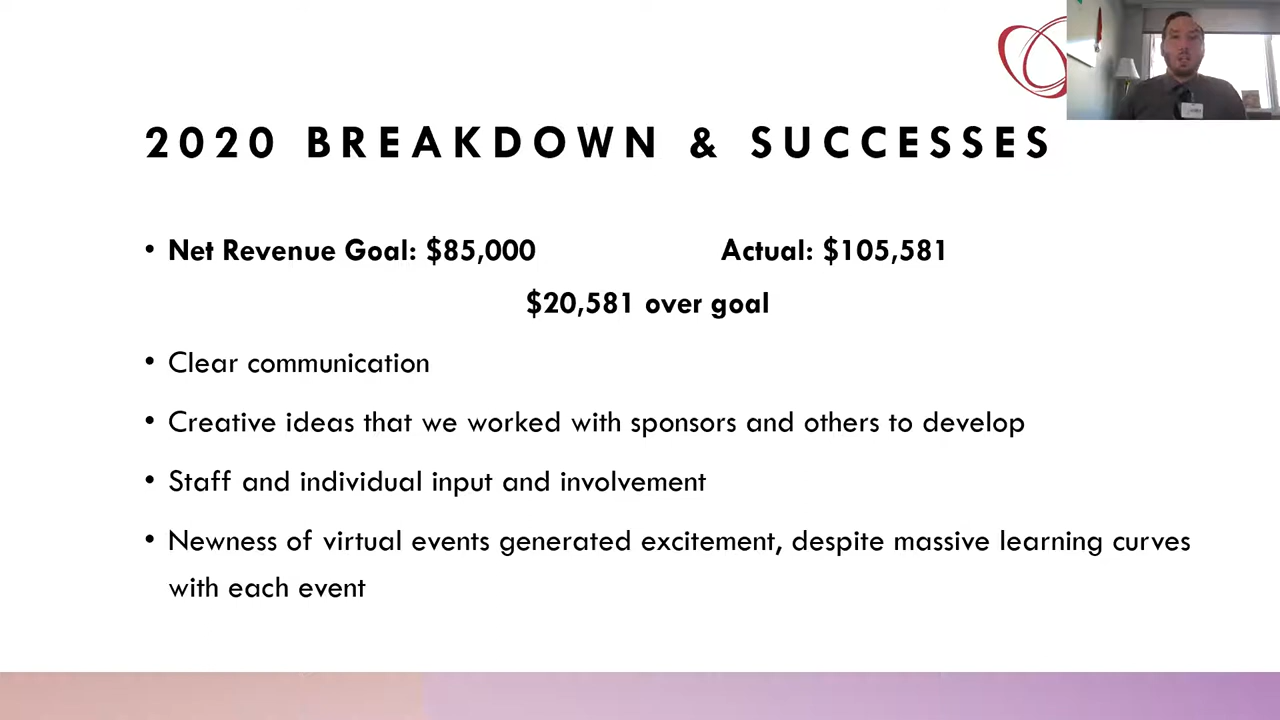 2020 BREAKDOWN & SUCCESSES
• Net Revenue Goal: $85,000 Actual: $105,581
$20,581 over goal
• Clear communication
• Creative ideas that we worked with sponsors and others to develop
• Staff and individual input and involvement
• Newness of virtual events generated excitement, despite massive learning curves
with each event